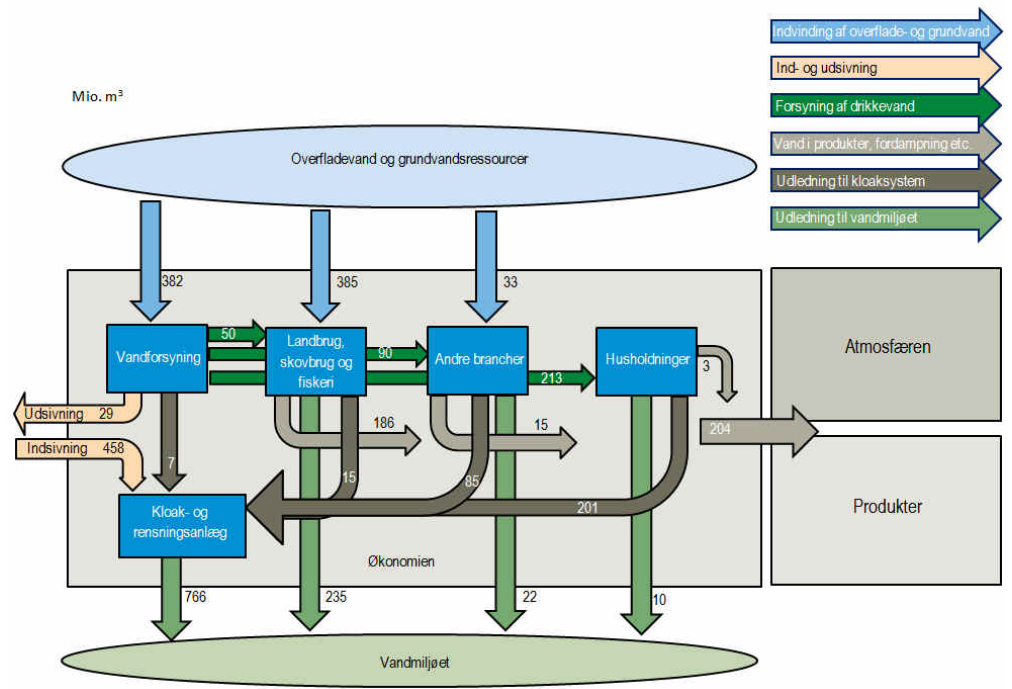 Indvinding af overflade- og grundvand
Ind- og udsivning
Mio. m³
Forsyning af drikkevand
Vand i produkter, fordampning etc.
Overfladevand og grundvandsressourcer
Udledning til kloaksystem
Udledning til vandmiljøet
382
385
33
50
90
213
Vandforsyning
Landbrug,
skovbrug og
fiskeri
Andre brancher
Husholdninger
3
Atmosfæren
Udsivning 29
Indsivning 458
186
15
204
7
15
85
201
Kloak- og
rensningsanlæg
Produkter
Økonomien
766
235
22
10
Vandmiljøet